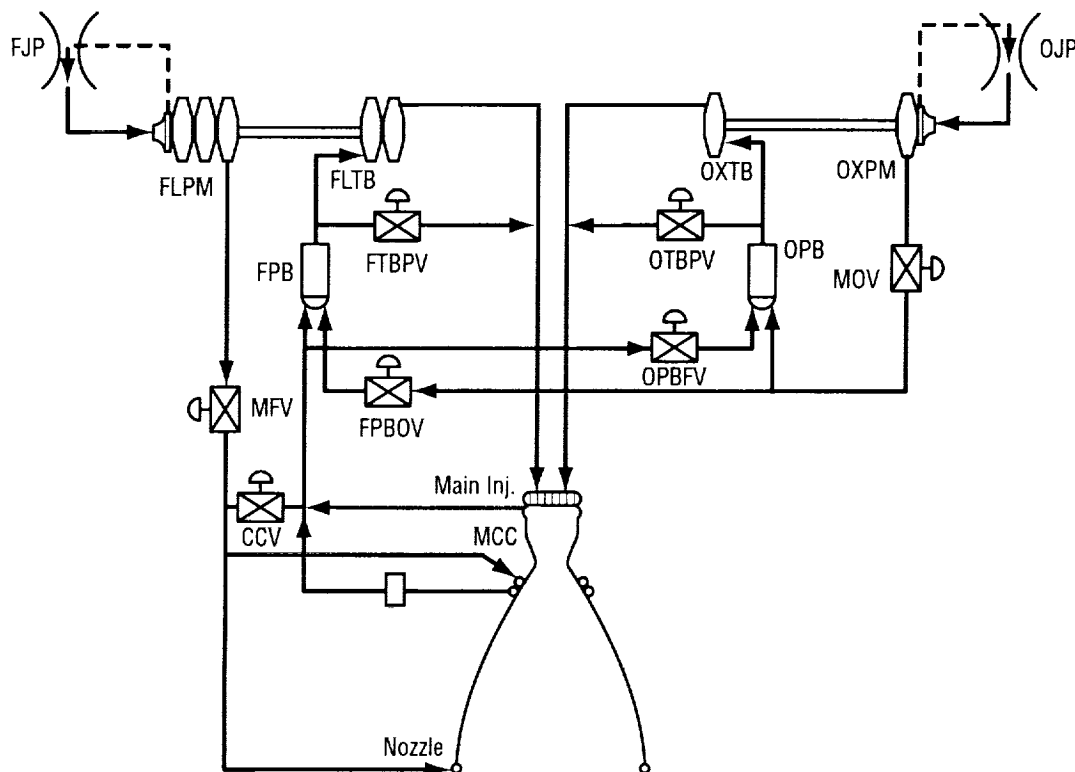 FJP
OJP
FLPM
FLTB
OXTB
OXPM
FPB
FTBPV
OTBPV
OPB
MOV
OPBFV
MFV
FPBOV
Main Inj.
CCV
MCC
Nozzle